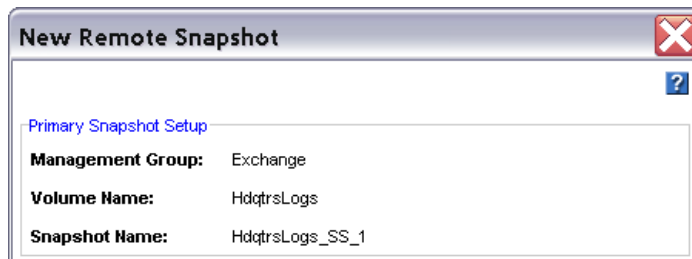 New Remote Snapshot
?
Primary Snapshot Setup
Management Group: Exchange
Volume Name: HdqtrsLogs
Snapshot Name: HdqtrsLogs_SS_1